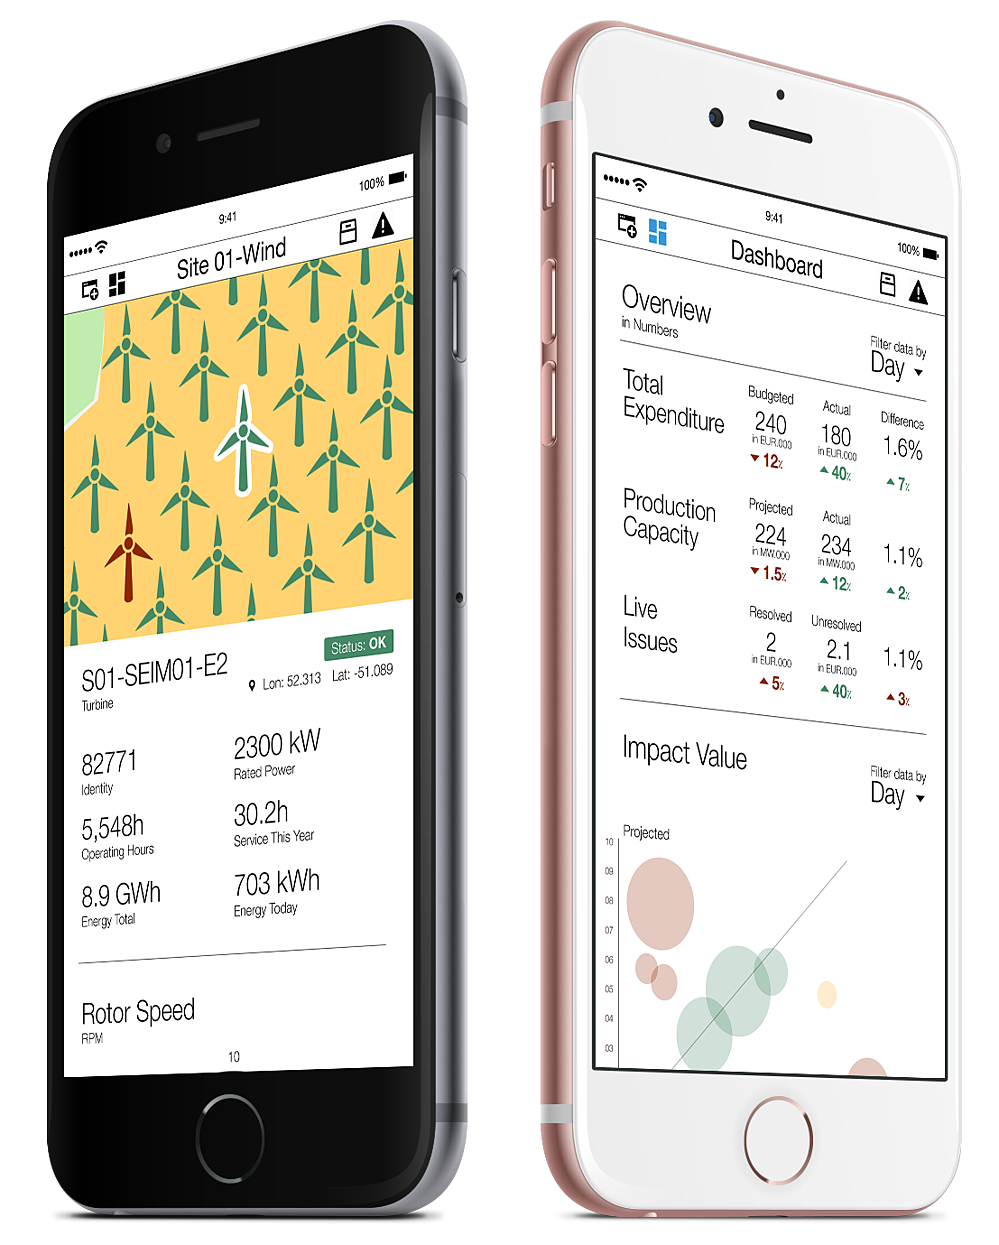 100%
9:41
Site 01-Wind
S01-SEIM01-E2
Turbine
Status: OK
Lon: 52.313 Lat: -51.089
82771
Identity
2300 kW
Rated Power
5,548h
Operating Hours
30.2h
Service This Year
8.9 GWh
Energy Total
703 kWh
Energy Today
Rotor Speed
RPM
10
9:41
100%
Dashboard
Overview
in Numbers
Filter data by
Day
Total
Expenditure
Budgeted
240
in EUR.000
12%
Actual
180
in EUR.000
40%
Difference
1.6%
7%
Production
Capacity
Projected
224
in MW.000
1.5%
Actual
234
in MW.000
12%
1.1%
2%
Live
Issues
Resolved
2
in EUR.000
5%
Unresolved
2.1
in EUR.000
40%
1.1%
3%
Impact Value
Filter data by
Day
Projected
10
09
08
07
06
05
04
03